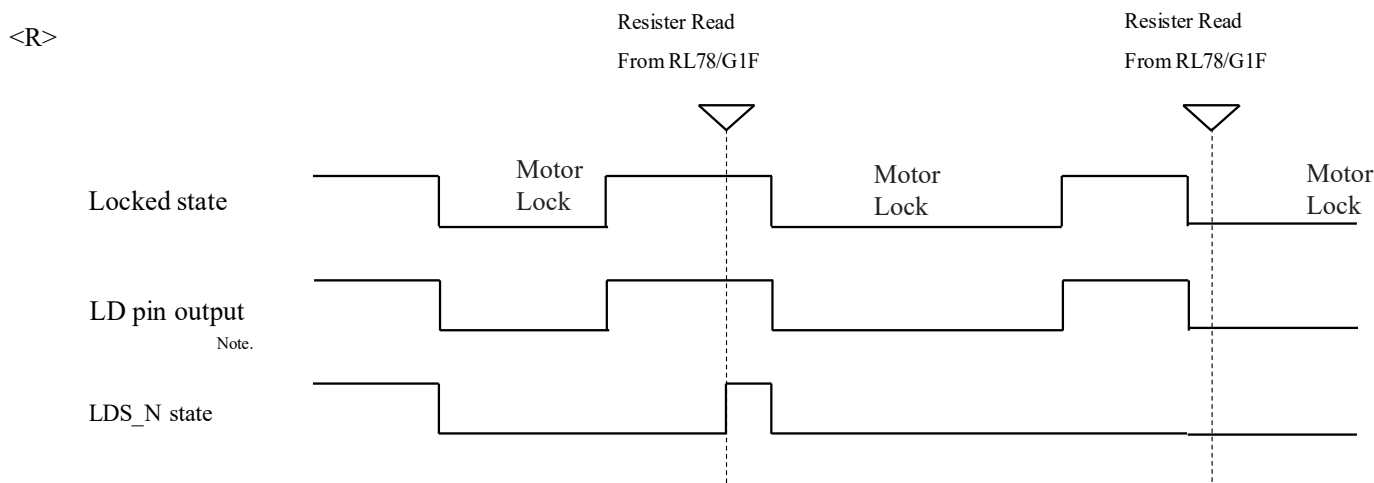 <R>
Resister Read
From RL78/G1F
Resister Read
From RL78/G1F
Locked state
Motor
Lock
Motor
Lock
Motor
Lock
LD pin output
Note.
LDS_N state